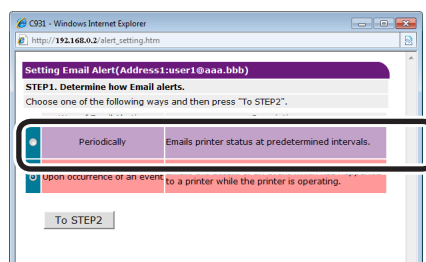 C931 - Windows Internet Explorer
http://192.168.0.2/alert_setting.htm
Setting Email Alert(Address1:user1@aaa.bbb)
STEP1. Determine how Email alerts.
Choose one of the following ways and then press "To STEP2".
Periodically Emails printer status at predetermined intervals.
Upon occurrence of an event
to a printer while the printer is operating.
To STEP2